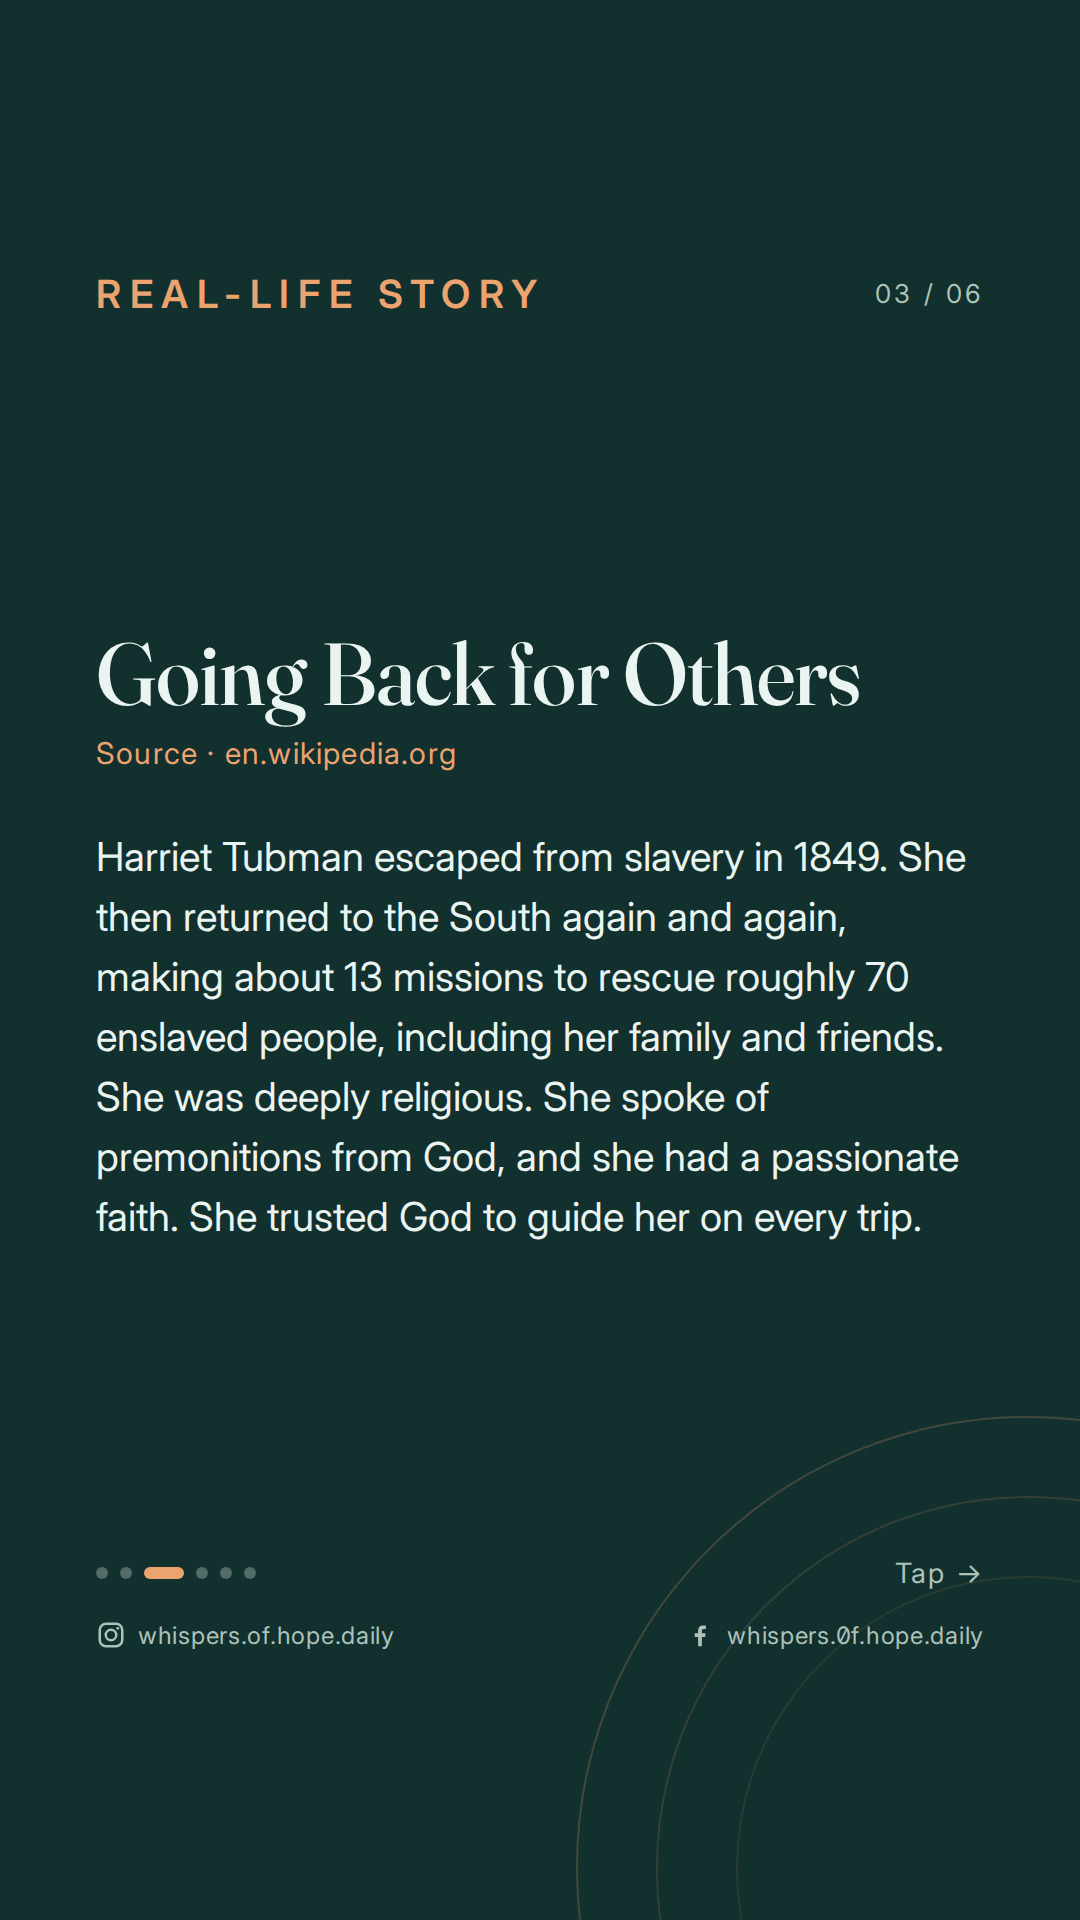 REAL-LIFE STORY
03 / 06
Going Back for Others
Source · en.wikipedia.org
Harriet Tubman escaped from slavery in 1849. She
then returned to the South again and again,
making about 13 missions to rescue roughly 70
enslaved people, including her family and friends.
She was deeply religious. She spoke of
premonitions from God, and she had a passionate
faith. She trusted God to guide her on every trip.
Tap →
whispers.of.hope.daily
whispers.0f.hope.daily